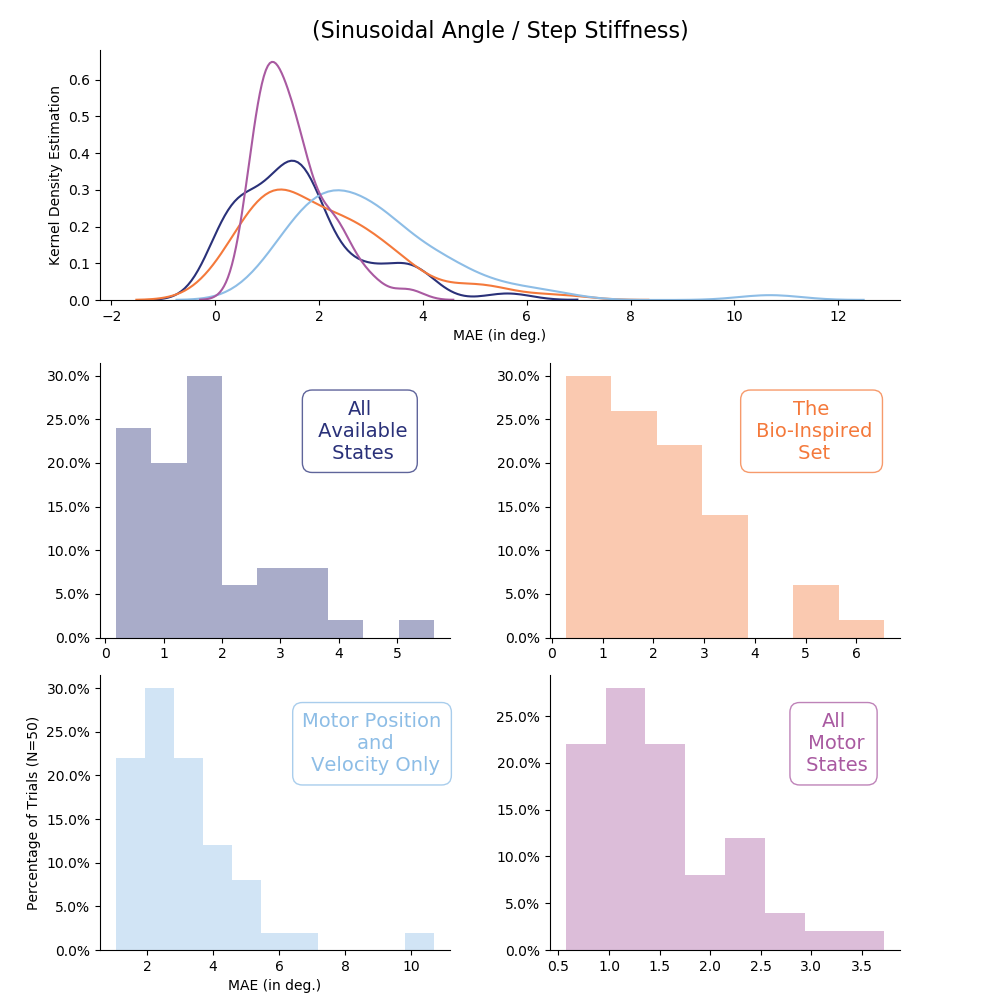 (Sinusoidal Angle / Step Stiffness)
Kernel Density Estimation
0.6
0.5
0.4
0.3
0.2
0.1
0.0
−2 0 2 4 6 8 10 12
MAE (in deg.)
30.0%
25.0%
20.0%
15.0%
10.0%
5.0%
0.0%
0 1 2 3 4 5
All
Available
States
30.0%
25.0%
20.0%
15.0%
10.0%
5.0%
0.0%
0 1 2 3 4 5 6
The
Bio-Inspired
Set
Percentage of Trials (N=50)
30.0%
25.0%
20.0%
15.0%
10.0%
5.0%
0.0%
2 4 6 8 10
MAE (in deg.)
Motor Position
and
Velocity Only
25.0%
20.0%
15.0%
10.0%
5.0%
0.0%
0.5 1.0 1.5 2.0 2.5 3.0 3.5
All
Motor
States